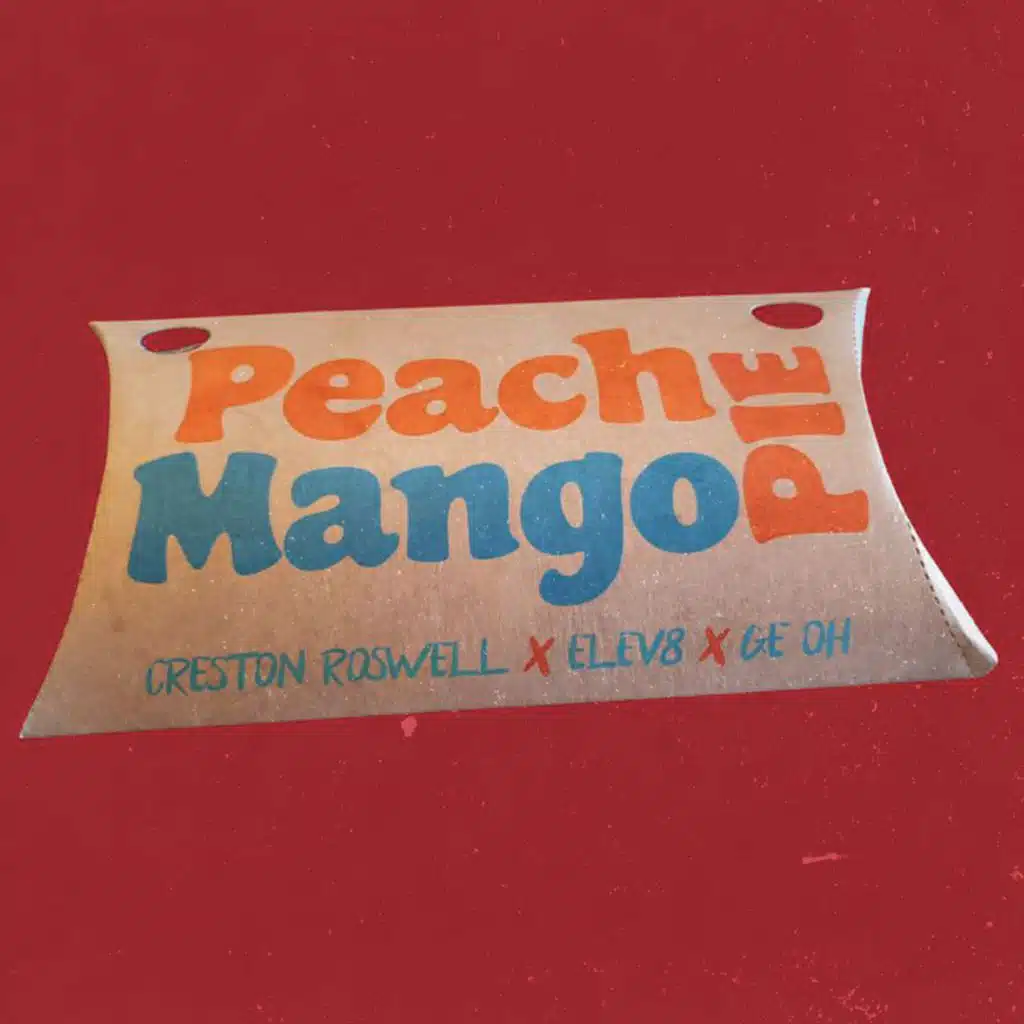 Peach
Mango
PIE
CRESTON ROSWELL X ELEV8 X GE OH